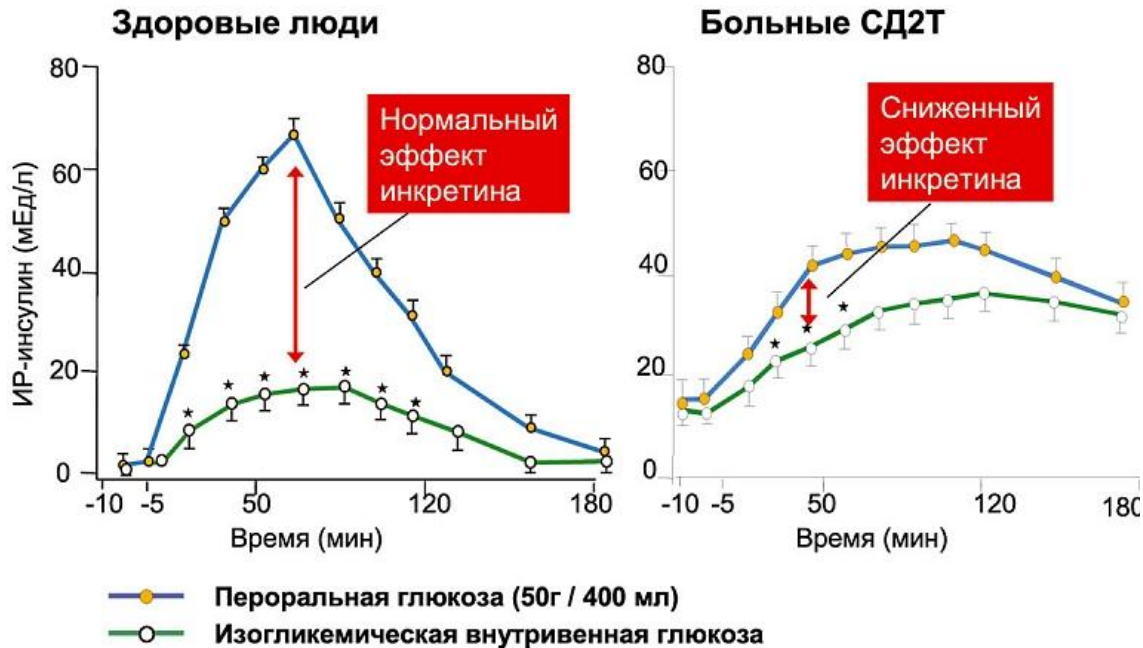 Здоровые люди
Больные СД2Т
ИР-инсулин (мЕд/л)
80
60
40
20
0
-10
-5
50
120
180
Время (мин)
Нормальный
эффект
инкретина
80
60
40
20
0
-10
-5
50
120
180
Время (мин)
Сниженный
эффект
инкретина
Пероральная глюкоза (50г / 400 мл)
Изогликемическая внутривенная глюкоза